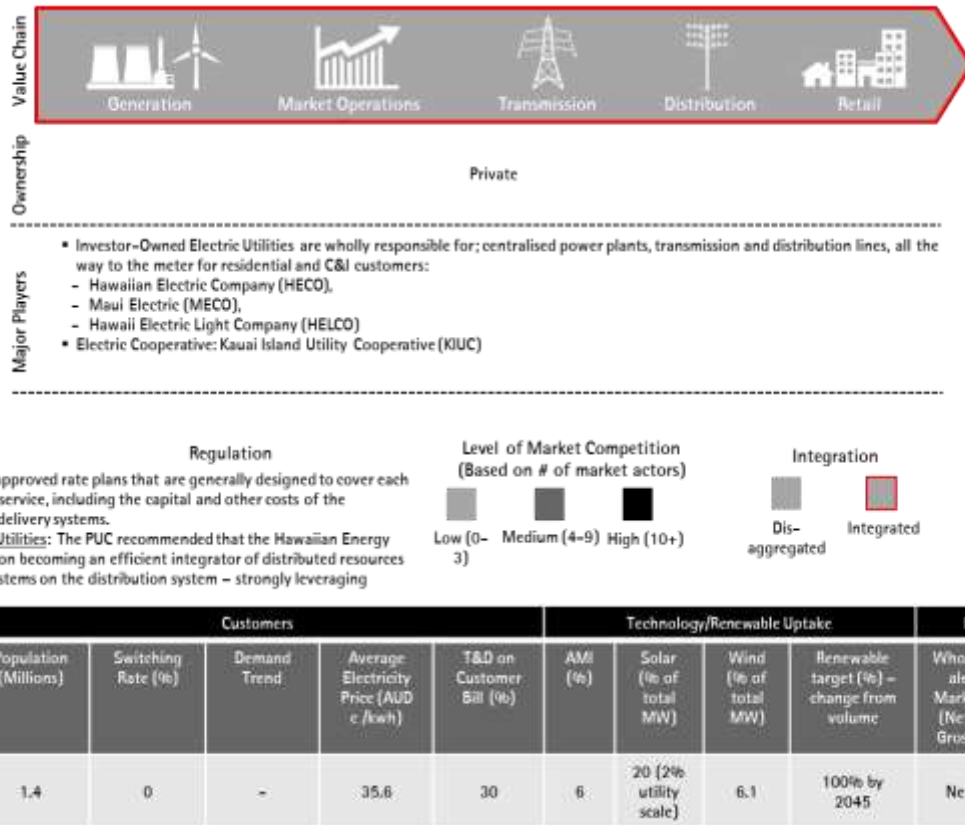 Value Chain
Generation
Market Operations
Transmission
Distribution
Retail
Ownership
Private
Major Players
▪ Investor-Owned Electric Utilities are wholly responsible for; centralised power plants, transmission and distribution lines, all the
way to the meter for residential and C&I customers:
- Hawaiian Electric Company (HECO),
- Maui Electric (MECO),
- Hawaii Electric Light Company (HELCO)
▪ Electric Cooperative: Kauai Island Utility Cooperative (KIUC)
Regulation
approved rate plans that are generally designed to cover each
service, including the capital and other costs of the
delivery systems.
Utilities: The PUC recommended that the Hawaiian Energy
on becoming an efficient integrator of distributed resources
stems on the distribution system – strongly leveraging
Level of Market Competition
(Based on # of market actors)
Low (0-
3)
Medium (4-9)
High (10+)
Integration
Dis-
aggregated
Integrated
Customers
Technology/Renewable Uptake
Population
(Millions)
Switching
Rate (%)
Demand
Trend
Average
Electricity
Price (AUD
c /kwh)
T&D on
Customer
Bill (%)
AMI
(%)
Solar
(% of
total
MW)
Wind
(% of
total
MW)
Renewable
target (%) –
change from
volume
Who
ale
Mark
(Ne
Gros
1.4
0
-
35.6
30
6
20 (2%
utility
scale)
6.1
100% by
2045
Ne